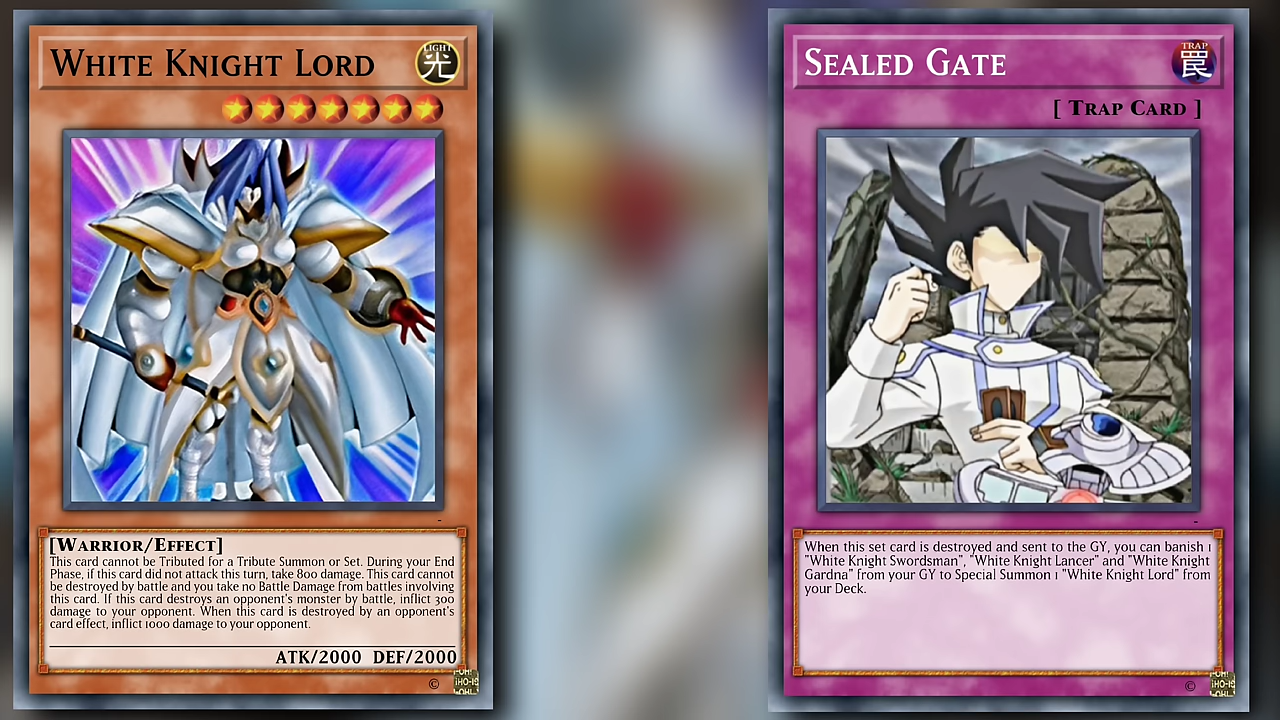 White Knight Lord
LIGHT
光
[Warrior/Effect]
This card cannot be Tributed for a Tribute Summon or Set. During your End
Phase, if this card did not attack this turn, take 800 damage. This card cannot
be destroyed by battle and you take no Battle Damage from battles involving
this card. If this card destroys an opponent's monster by battle, inflict 300
damage to your opponent. When this card is destroyed by an opponent's
card effect, inflict 1000 damage to your opponent.
ATK/2000 DEF/2000
©
Sealed Gate
TRAP
罠
[ Trap Card ]
When this set card is destroyed and sent to the GY, you can banish 1
"White Knight Swordsman", "White Knight Lancer" and "White Knight
Gardna" from your GY to Special Summon 1 "White Knight Lord" from
your Deck.
©